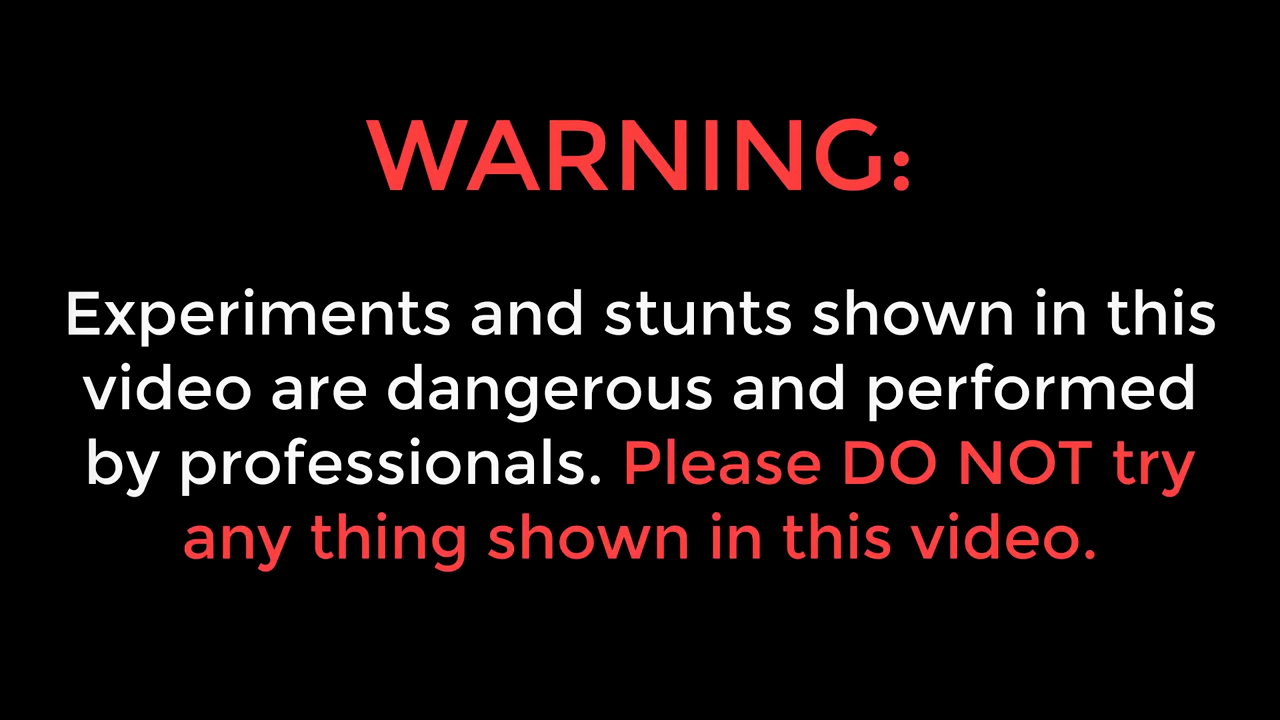 WARNING:
Experiments and stunts shown in this
video are dangerous and performed
by professionals. Please DO NOT try
any thing shown in this video.